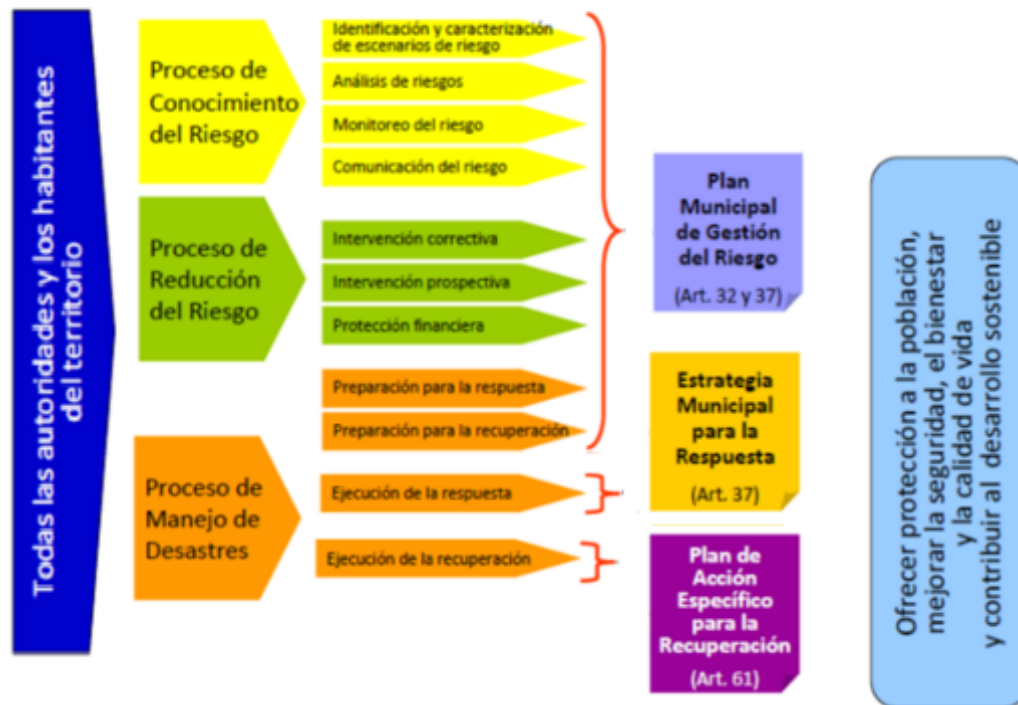 Todas las autoridades y los habitantes
del territorio
Proceso de
Conocimiento
del Riesgo
Identificación y caracterización
de escenarios de riesgo
Análisis de riesgos
Monitoreo del riesgo
Comunicación del riesgo
Proceso de
Reducción
del Riesgo
Intervención correctiva
Intervención prospectiva
Protección financiera
Proceso de
Manejo de
Desastres
Preparación para la respuesta
Preparación para la recuperación
Ejecución de la respuesta
Ejecución de la recuperación
Plan
Municipal
de Gestión
del Riesgo
(Art. 32 y 37)
Estrategia
Municipal
para la
Respuesta
(Art. 37)
Plan de
Acción
Específico
para la
Recuperación
(Art. 61)
Ofrecer protección a la población,
mejorar la seguridad, el bienestar
y la calidad de vida
y contribuir al desarrollo sostenible